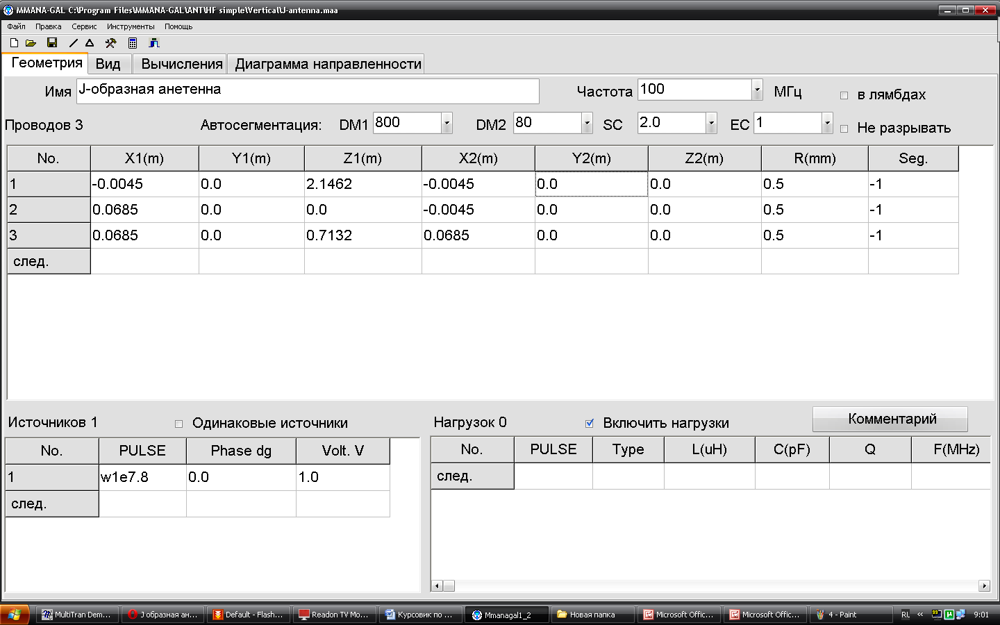 MMANA-GAL C:\Program Files\MMANA-GAL\ANT\HF simple\Vertical\J-antenna.maa
Файл Правка Сервис Инструменты Помощь
Геометрия Вид Вычисления Диаграмма направленности
Имя J-образная анетенна Частота 100 МГц в лямбдах
Проводов 3 Автосегментация: DM1 800 DM2 80 SC 2.0 EC 1 Не разрывать
No. X1(m) Y1(m) Z1(m) X2(m) Y2(m) Z2(m) R(mm) Seg.
1 -0.0045 0.0 2.1462 -0.0045 0.0 0.0 0.5 -1
2 0.0685 0.0 0.0 -0.0045 0.0 0.0 0.5 -1
3 0.0685 0.0 0.7132 0.0685 0.0 0.0 0.5 -1
след.
Источников 1 Одинаковые источники Нагрузок 0 Включить нагрузки Комментарий
No. PULSE Phase dg Volt. V No. PULSE Type L(uH) C(pF) Q F(MHz)
1 w1e7.8 0.0 1.0 след.
след.
MultiTran Dem... J образная ан... Default - Flash... Readon TV Mo... Курсовик по ... Mmanagal1_2 Новая папка Microsoft Offic... Microsoft Offic... 4 - Paint RL « 9:01